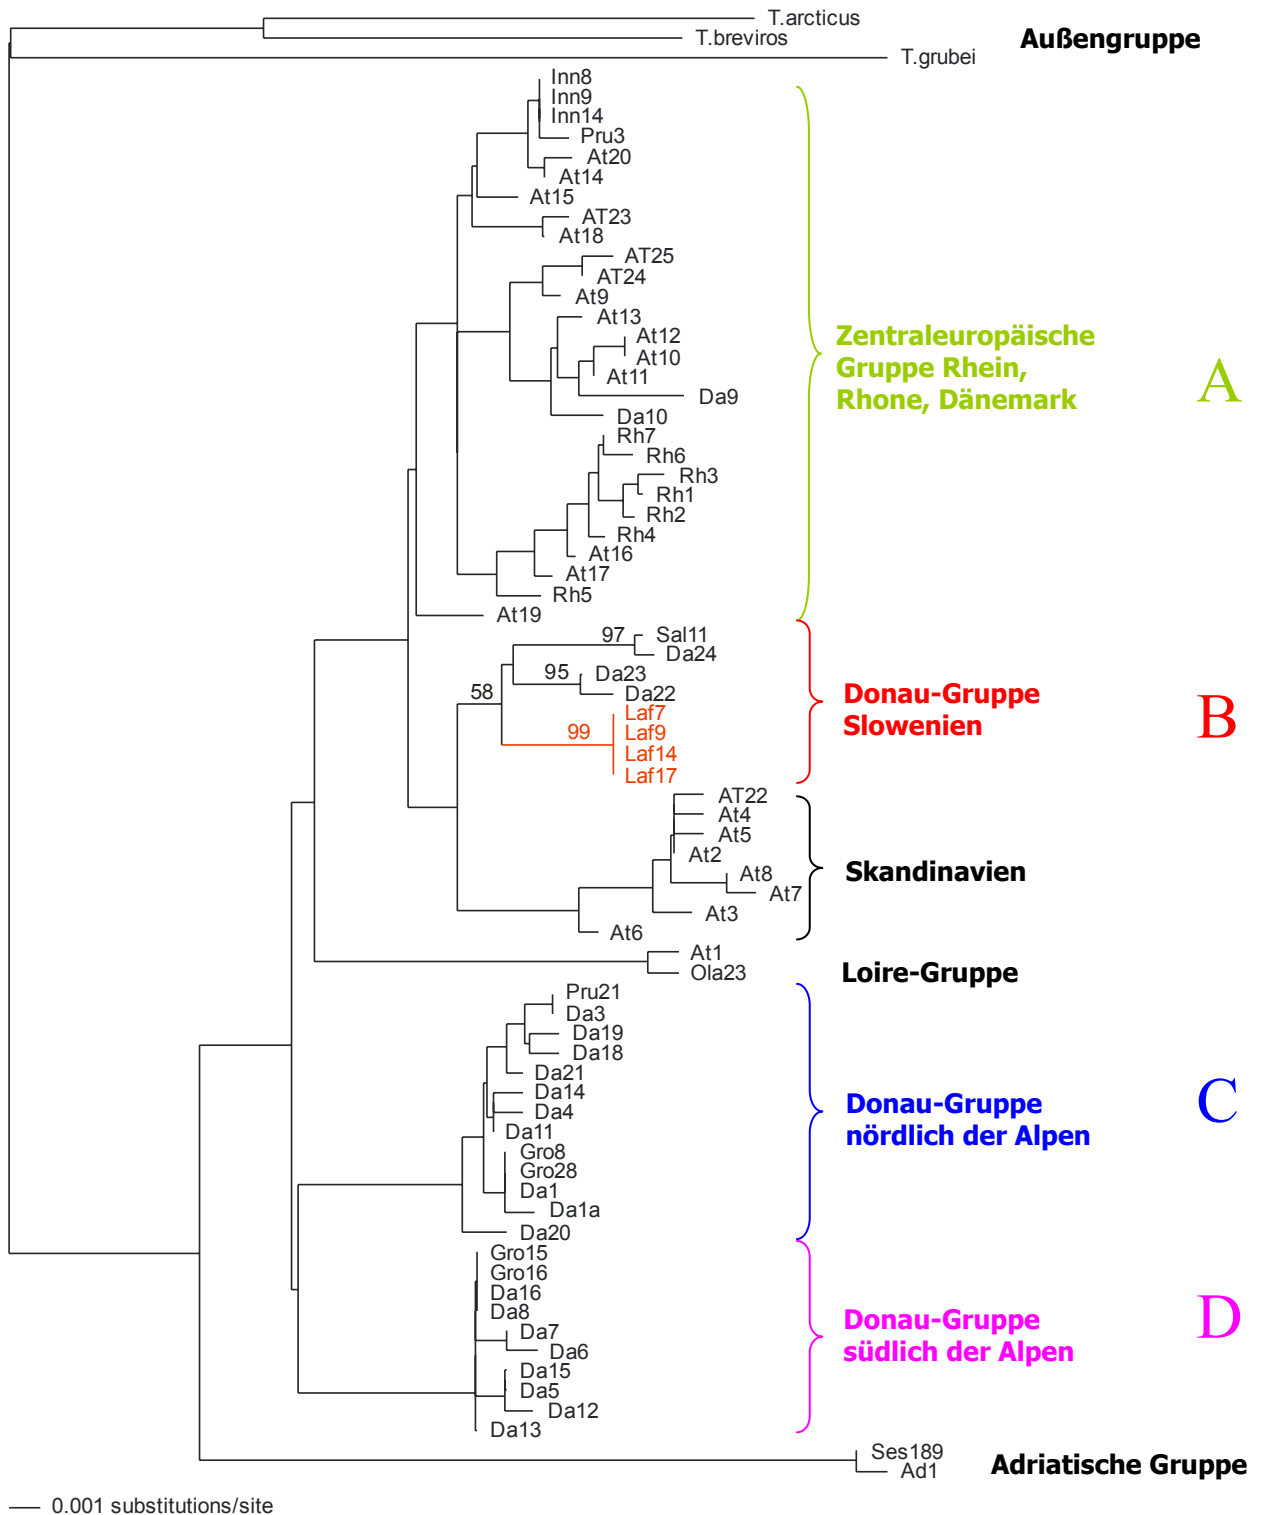 T.arcticus
T.breviros
T.grubei
Außengruppe
Inn8
Inn9
Inn14
Pru3
At20
At14
At15
AT23
At18
AT25
AT24
At9
At13
At12
At10
At11
Da9
Da10
Rh7
Rh6
Rh3
Rh1
Rh2
Rh4
At16
At17
Rh5
At19
Zentraleuropäische
Gruppe Rhein,
Rhone, Dänemark
A
97
Sal11
Da24
95
Da23
Da22
58
Laf7
99
Laf9
Laf14
Laf17
Donau-Gruppe
Slowenien
B
AT22
At4
At5
At2
At8
At7
At3
At6
Skandinavien
At1
Ola23
Loire-Gruppe
Pru21
Da3
Da19
Da18
Da21
Da14
Da4
Da11
Gro8
Gro28
Da1
Da1a
Da20
Donau-Gruppe
nördlich der Alpen
C
Gro15
Gro16
Da16
Da8
Da7
Da6
Da15
Da5
Da12
Da13
Donau-Gruppe
südlich der Alpen
D
Ses189
Ad1
Adriatische Gruppe
0.001 substitutions/site